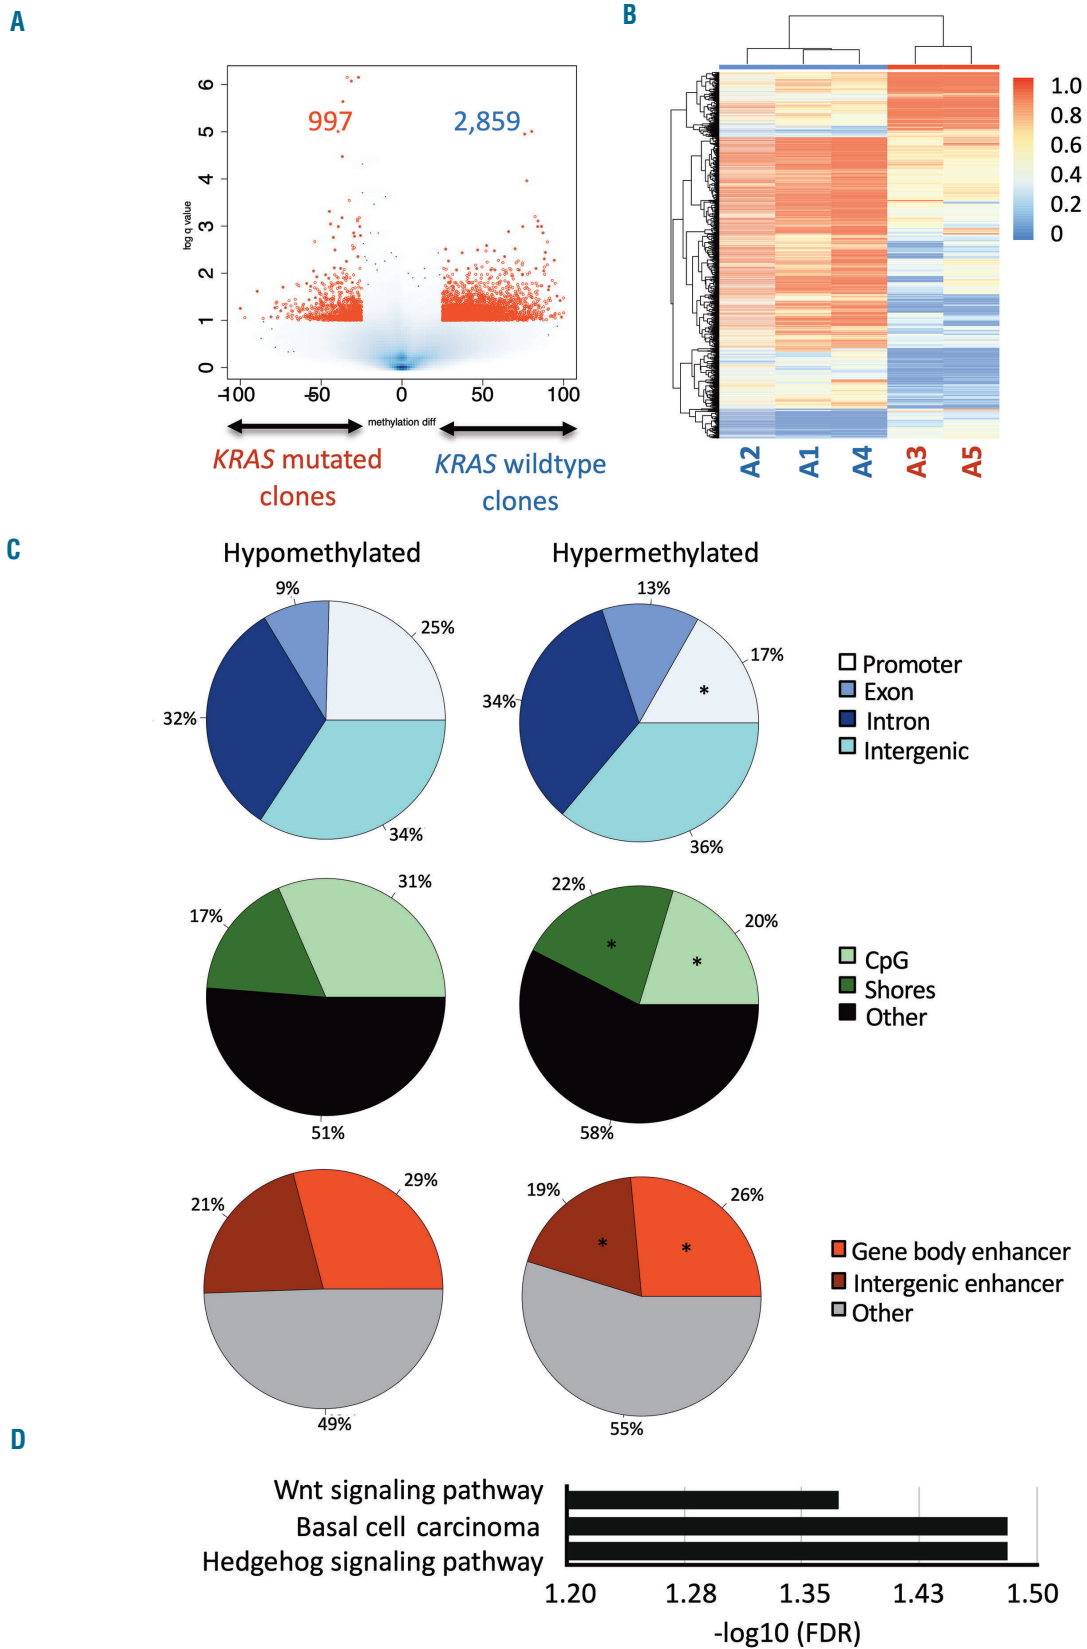 A
B
6
5
4
3
2
1
0
log q value
997
2,859
-100
-50
0
50
100
methylation diff
KRAS mutated
clones
KRAS wildtype
clones
1.0
0.8
0.6
0.4
0.2
0
A2
A1
A4
A3
A5
C
Hypomethylated
Hypermethylated
9%
25%
32%
34%
13%
17%
*
34%
36%
Promoter
Exon
Intron
Intergenic
31%
17%
51%
22%
20%
*
*
58%
CpG
Shores
Other
21%
29%
49%
19%
26%
*
*
55%
Gene body enhancer
Intergenic enhancer
Other
D
Wnt signaling pathway
Basal cell carcinoma
Hedgehog signaling pathway
1.20
1.28
1.35
1.43
1.50
-log10 (FDR)